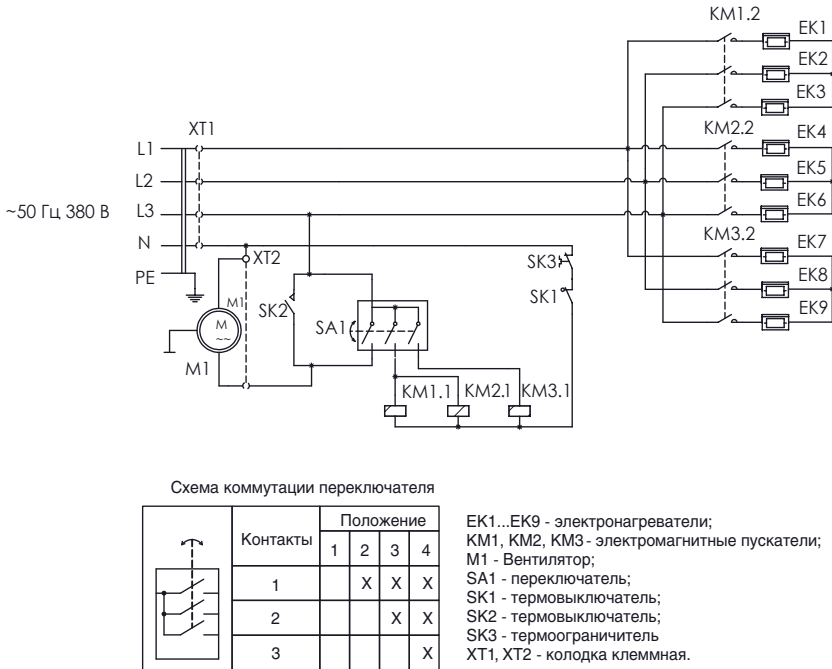 KM1.2
EK1
EK2
EK3
XT1
KM2.2
EK4
L1
L2
EK5
~50 Гц 380 В
L3
EK6
N
KM3.2
EK7
XT2
SK3
PE
EK8
M1
SK2
SK1
M
~~
SA1
EK9
M1
KM1.1
KM2.1
KM3.1
Схема коммутации переключателя
Контакты
Положение
1 2 3 4
1 X X X
2 X X
3 X
EK1...EK9 - электронагреватели;
KM1, KM2, KM3 - электромагнитные пускатели;
M1 - Вентилятор;
SA1 - переключатель;
SK1 - термовыключатель;
SK2 - термовыключатель;
SK3 - термоограничитель
XT1, XT2 - колодка клеммная.